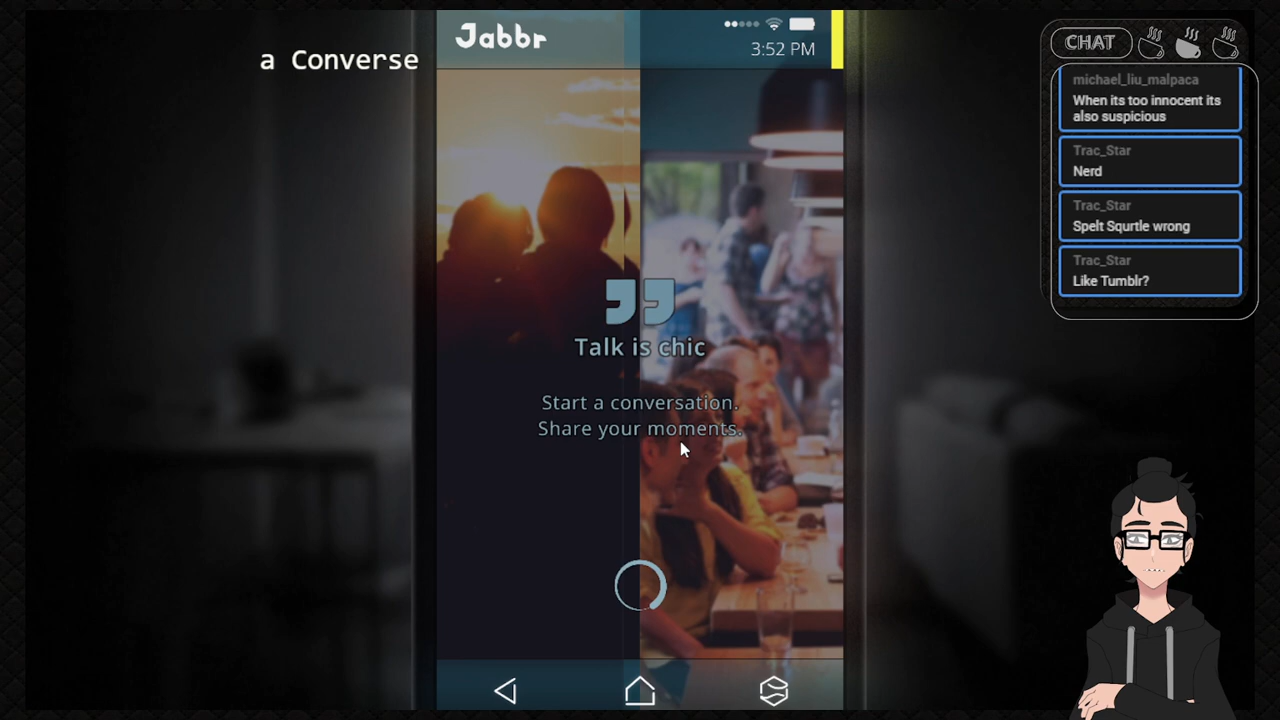 a Converse
Jabbr
3:52 PM
Talk is chic
Start a conversation.
Share your moments.
CHAT
michael_liu_malpaca
When its too innocent its
also suspicious
Trac_Star
Nerd
Trac_Star
Spelt Squrtle wrong
Trac_Star
Like Tumblr?